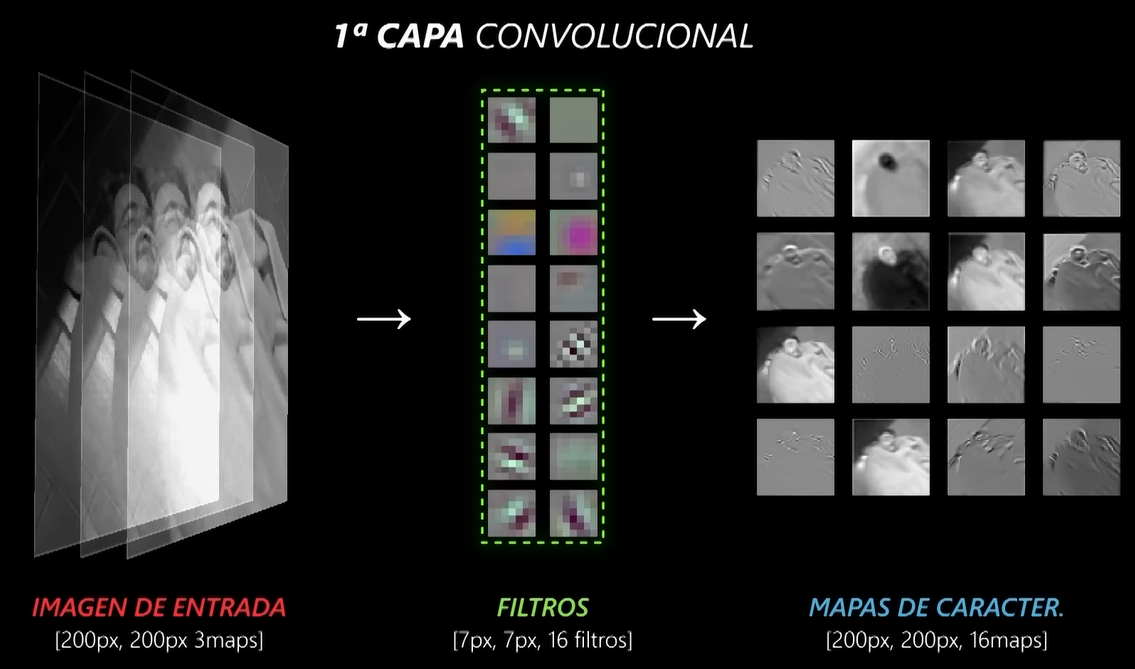 1ª CAPA CONVOLUCIONAL
IMAGEN DE ENTRADA
[200px, 200px 3maps]
FILTROS
[7px, 7px, 16 filtros]
MAPAS DE CARACTER.
[200px, 200px, 16maps]